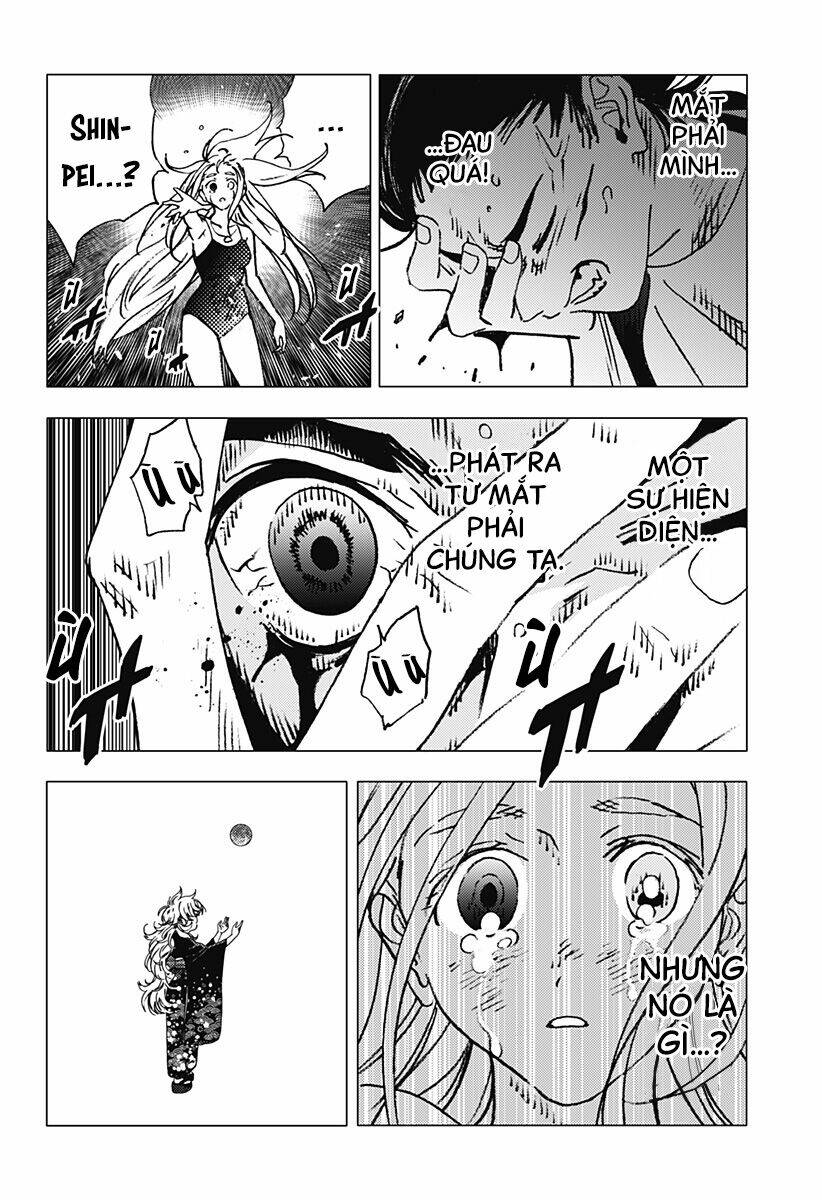 MẮT
PHẢI
MÌNH...
...ĐAU
QUÁ!
...
SHIN-
PEI...?
Ù
Ù
MỘT
SỰ HIỆN
DIỆN...
...PHÁT RA
TỪ MẮT
PHẢI
CHÚNG TA.
Ù Ù
Ù Ù
Ù
Ù
NHƯNG
NÓ LÀ
GÌ...?